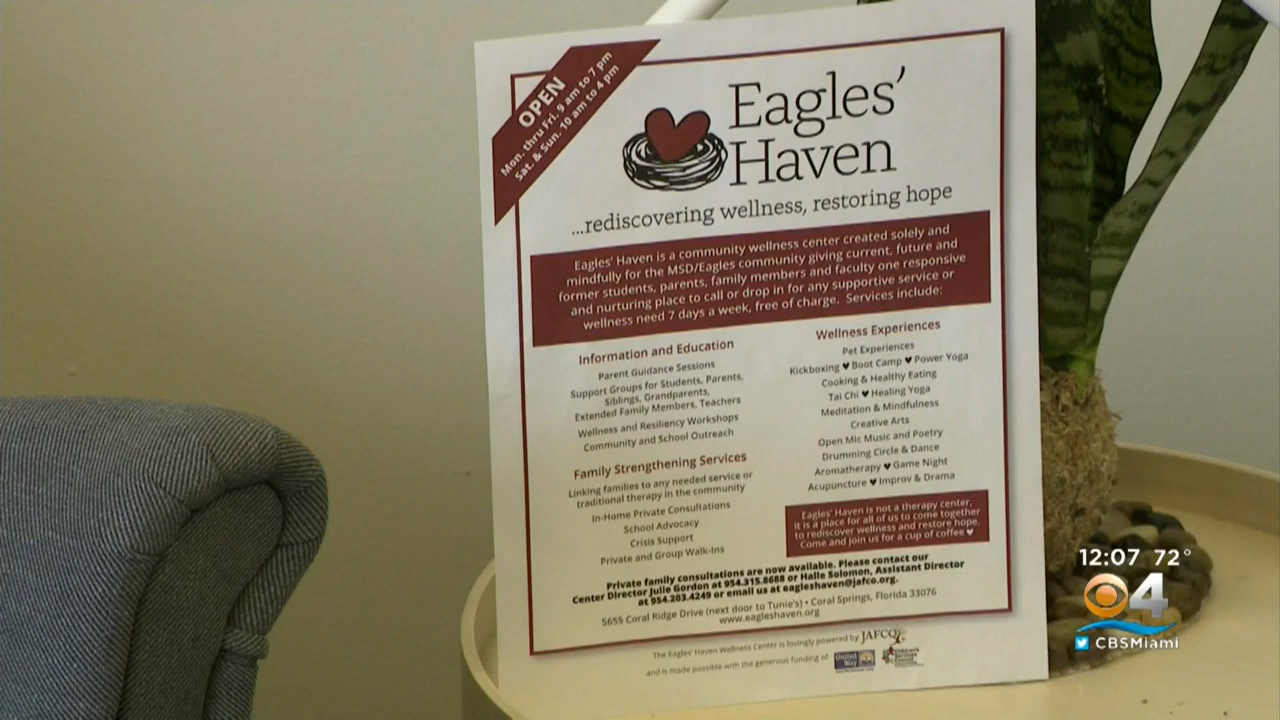 OPEN
Mon. thru Fri. 9 am to 7 pm
Sat. & Sun. 10 am to 4 pm
Eagles'
Haven
...rediscovering wellness, restoring hope
Eagles' Haven is a community wellness center created solely and
mindfully for the MSD/Eagles community giving current, future and
former students, parents, family members and faculty one responsive
and nurturing place to call or drop in for any supportive service or
wellness need 7 days a week, free of charge. Services include:
Information and Education
Parent Guidance Sessions
Support Groups for Students, Parents,
Siblings, Grandparents,
Extended Family Members, Teachers
Wellness and Resiliency Workshops
Community and School Outreach
Family Strengthening Services
Linking families to any needed service or
traditional therapy in the community
In-Home Private Consultations
School Advocacy
Crisis Support
Private and Group Walk-Ins
Wellness Experiences
Pet Experiences
Kickboxing ♥ Boot Camp ♥ Power Yoga
Cooking & Healthy Eating
Tai Chi ♥ Healing Yoga
Meditation & Mindfulness
Creative Arts
Open Mic Music and Poetry
Drumming Circle & Dance
Aromatherapy ♥ Game Night
Acupuncture ♥ Improv & Drama
Eagles' Haven is not a therapy center,
it is a place for all of us to come together
to rediscover wellness and restore hope.
Come and join us for a cup of coffee ♥
Private family consultations are now available. Please contact our
Center Director Julie Gordon at 954.315.8688 or Halle Solomon, Assistant Director
at 954.203.4249 or email us at eagleshaven@jafco.org.
5655 Coral Ridge Drive (next door to Tunie's) • Coral Springs, Florida 33076
www.eagleshaven.org
The Eagles' Haven Wellness Center is lovingly powered by JAFCO
and is made possible with the generous funding of
United
Way
Children's
Services
Council
12:07 72°
4
CBSMiami